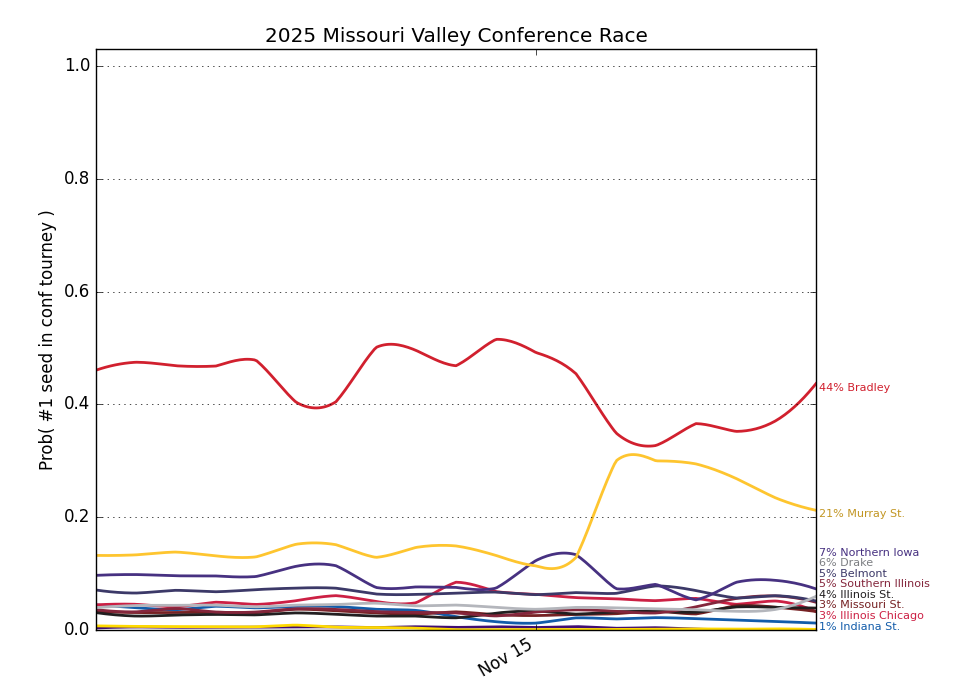 2025 Missouri Valley Conference Race
Prob( #1 seed in conf tourney )
1.0
0.8
0.6
0.4
0.2
0.0
Nov 15
44% Bradley
21% Murray St.
7% Northern Iowa
6% Drake
5% Belmont
5% Southern Illinois
4% Illinois St.
3% Missouri St.
3% Illinois Chicago
1% Indiana St.